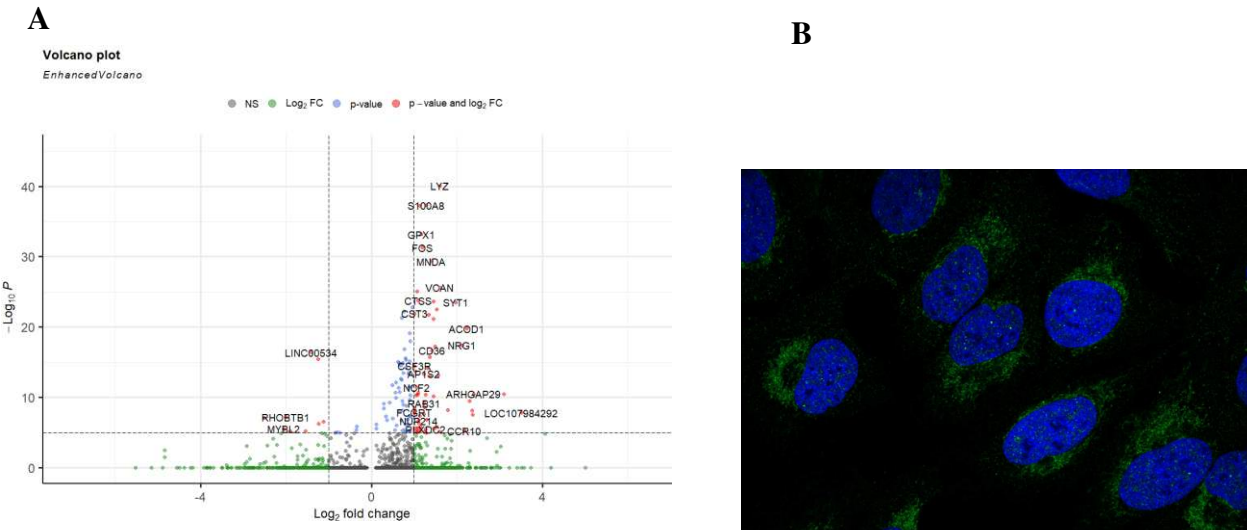 A
B
Volcano plot
EnhancedVolcano
NS Log₂ FC p-value p – value and log₂ FC
LYZ
S100A8
GPX1
FOS
MNDA
VCAN
CTSS SYT1
CST3
ACOD1
NRG1
LINC00534 CD36
CSF3R
AP1S2
NCF2 ARHGAP29
RAB31
RHOBTB1 FCGRT LOC107984292
NUP214
MYBL2 PLXDC2 CCR10
40
30
20
10
0
–Log₁₀ P
-4 0 4
Log₂ fold change